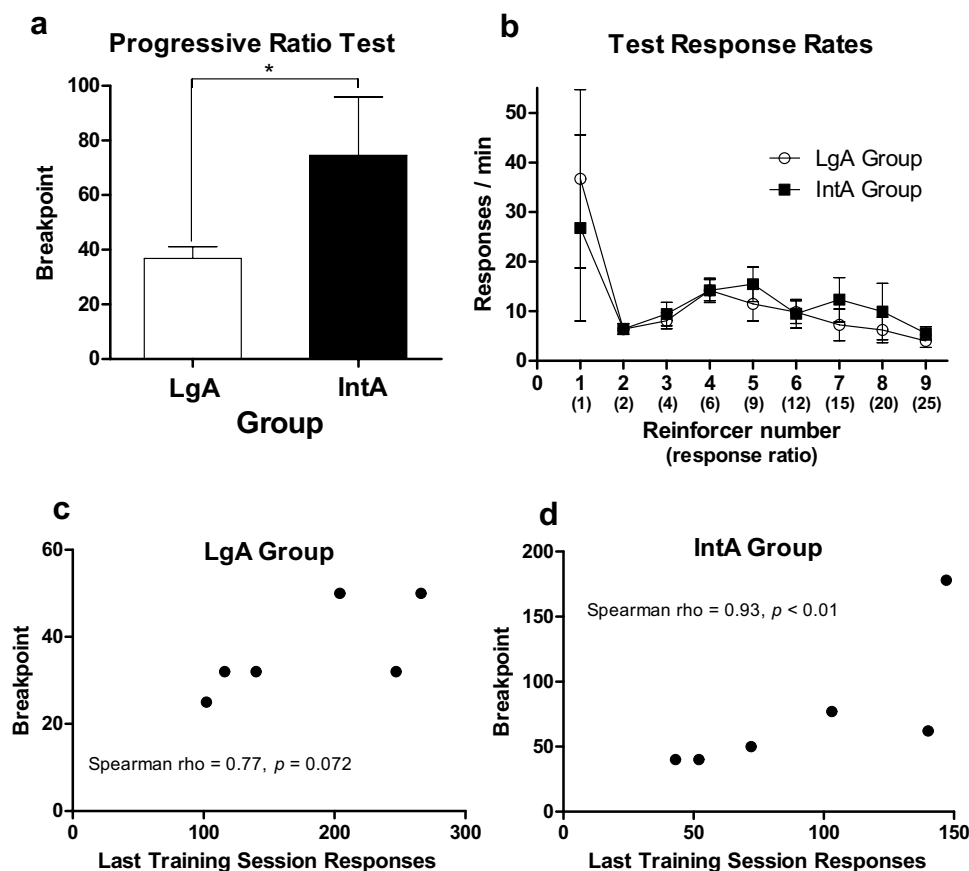 a
Progressive Ratio Test
*
100
80
60
40
20
0
Breakpoint
LgA
IntA
Group
b
Test Response Rates
50
40
30
20
10
0
Responses / min
LgA Group
IntA Group
0 1 2 3 4 5 6 7 8 9
(1) (2) (4) (6) (9) (12) (15) (20) (25)
Reinforcer number
(response ratio)
c
LgA Group
60
40
20
0
Breakpoint
Spearman rho = 0.77, p = 0.072
0 100 200 300
Last Training Session Responses
d
IntA Group
200
150
100
50
0
Breakpoint
Spearman rho = 0.93, p < 0.01
0 50 100 150
Last Training Session Responses